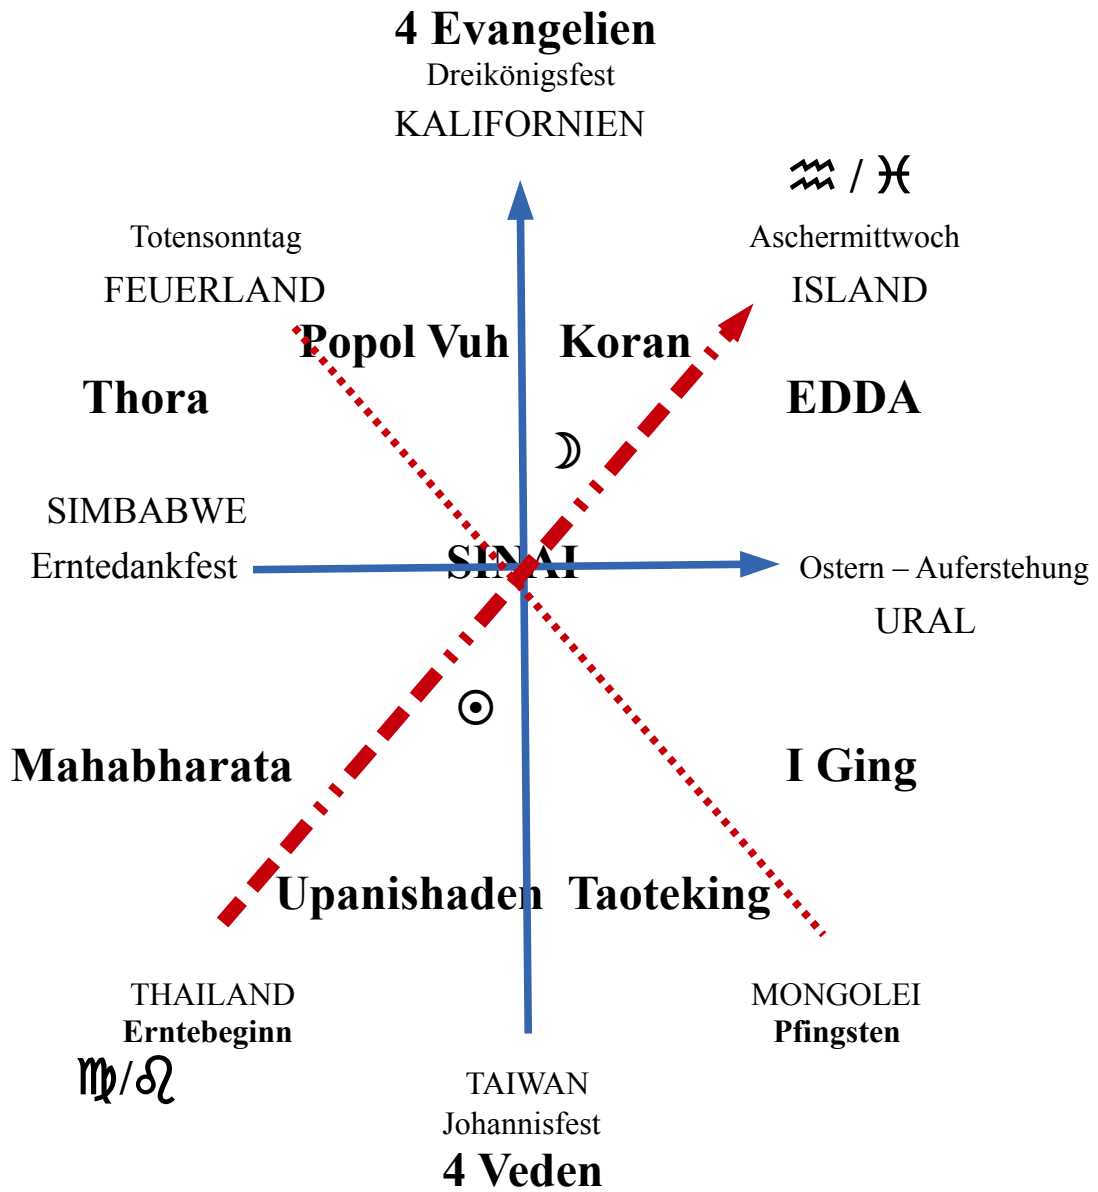 4 Evangelien
Dreikönigsfest
KALIFORNIEN
♒ / ♓
Totensonntag
Aschermittwoch
FEUERLAND
ISLAND
Popol Vuh
Koran
Thora
EDDA
☽
SIMBABWE
SINAI
Erntedankfest
Ostern – Auferstehung
URAL
☉
Mahabharata
I Ging
Upanishaden
Taoteking
THAILAND
Erntebeginn
♍/♌
MONGOLEI
Pfingsten
TAIWAN
Johannisfest
4 Veden